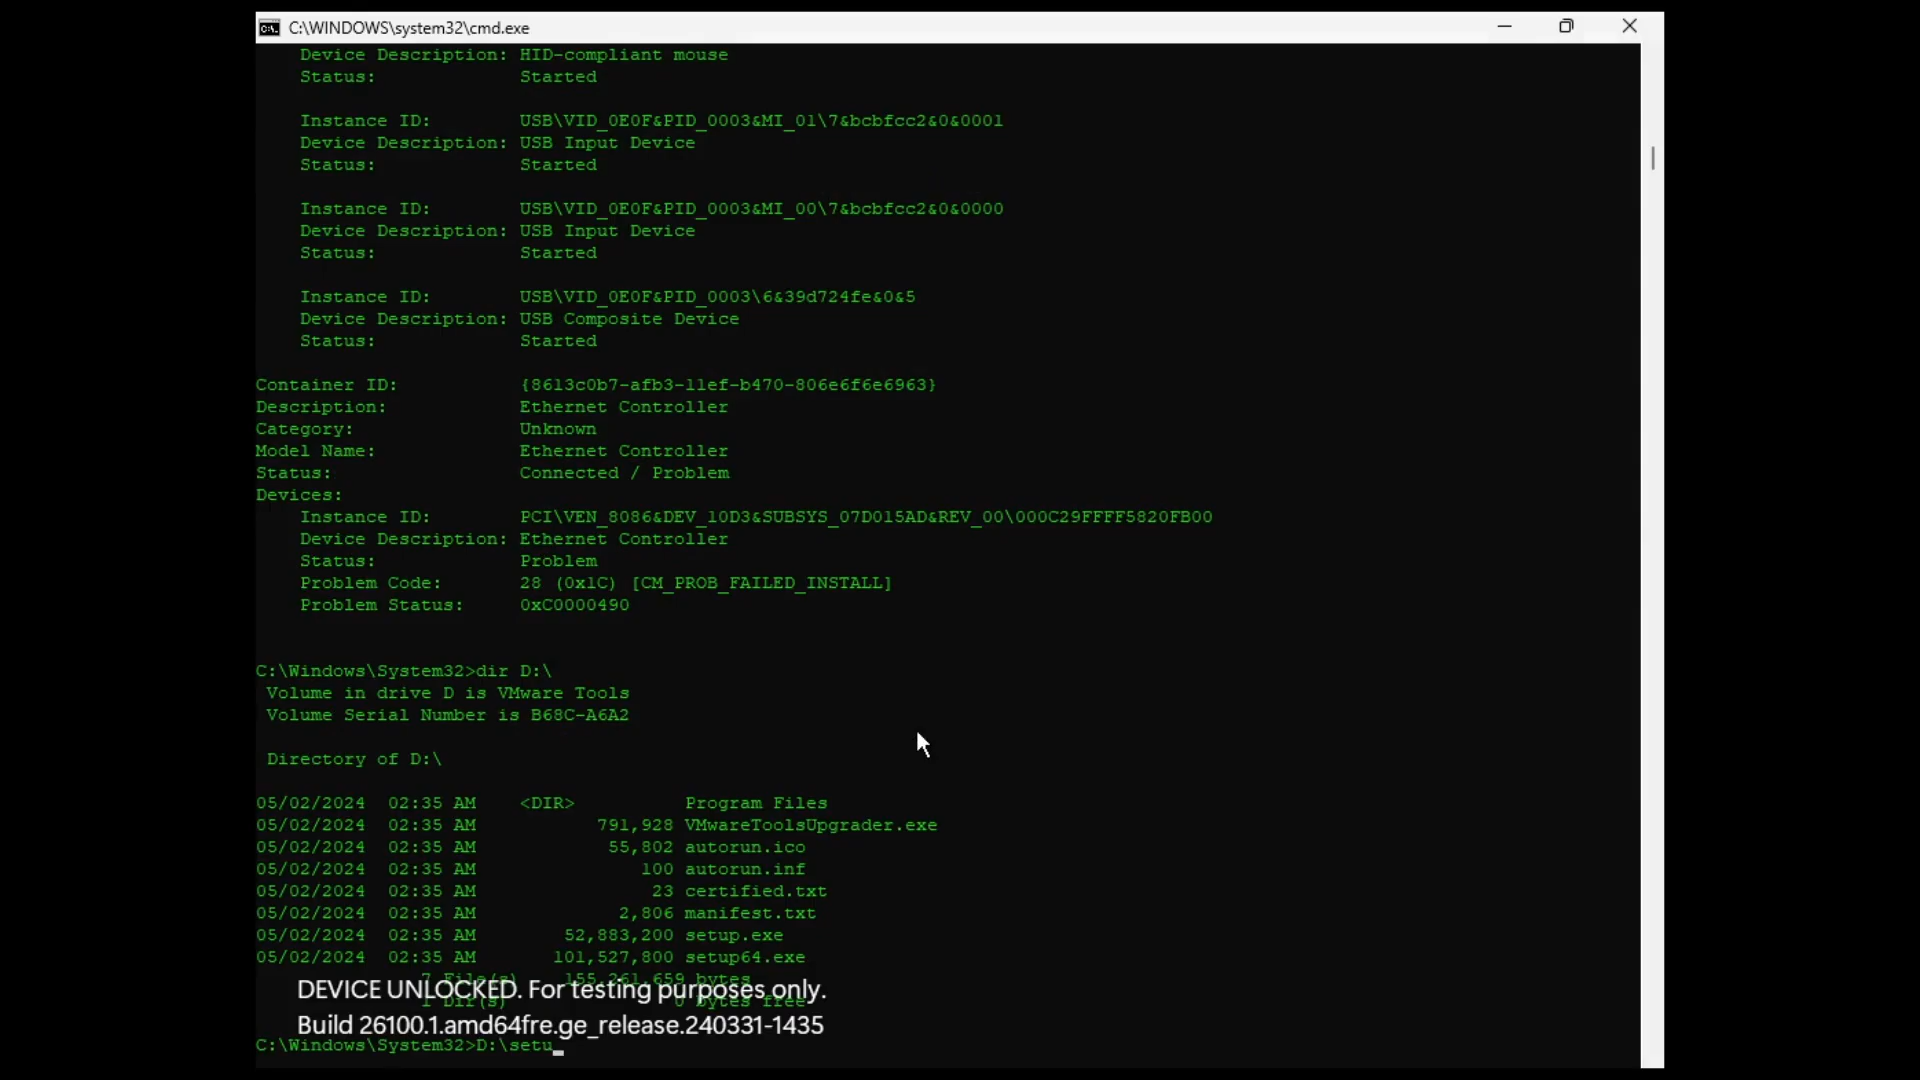 C:\WINDOWS\system32\cmd.exe
Device Description: HID-compliant mouse
Status: Started
Instance ID: USB\VID_0E0F&PID_0003&MI_01\7&bcbfcc2&0&0001
Device Description: USB Input Device
Status: Started
Instance ID: USB\VID_0E0F&PID_0003&MI_00\7&bcbfcc2&0&0000
Device Description: USB Input Device
Status: Started
Instance ID: USB\VID_0E0F&PID_0003\6&39d724fe&0&5
Device Description: USB Composite Device
Status: Started
Container ID: {8613c0b7-afb3-11ef-b470-806e6f6e6963}
Description: Ethernet Controller
Category: Unknown
Model Name: Ethernet Controller
Status: Connected / Problem
Devices:
Instance ID: PCI\VEN_8086&DEV_10D3&SUBSYS_07D015AD&REV_00\000C29FFFF5820FB00
Device Description: Ethernet Controller
Status: Problem
Problem Code: 28 (0x1C) [CM_PROB_FAILED_INSTALL]
Problem Status: 0xC0000490
C:\Windows\System32>dir D:\
Volume in drive D is VMware Tools
Volume Serial Number is B68C-A6A2
Directory of D:\
05/02/2024 02:35 AM <DIR> Program Files
05/02/2024 02:35 AM 791,928 VMwareToolsUpgrader.exe
05/02/2024 02:35 AM 55,802 autorun.ico
05/02/2024 02:35 AM 100 autorun.inf
05/02/2024 02:35 AM 23 certified.txt
05/02/2024 02:35 AM 2,806 manifest.txt
05/02/2024 02:35 AM 52,883,200 setup.exe
05/02/2024 02:35 AM 101,527,800 setup64.exe
7 File(s) 155,261,659 bytes
DEVICE UNLOCKED. For testing purposes only.
1 Dir(s) 0 bytes free
Build 26100.1.amd64fre.ge_release.240331-1435
C:\Windows\System32>D:\setu